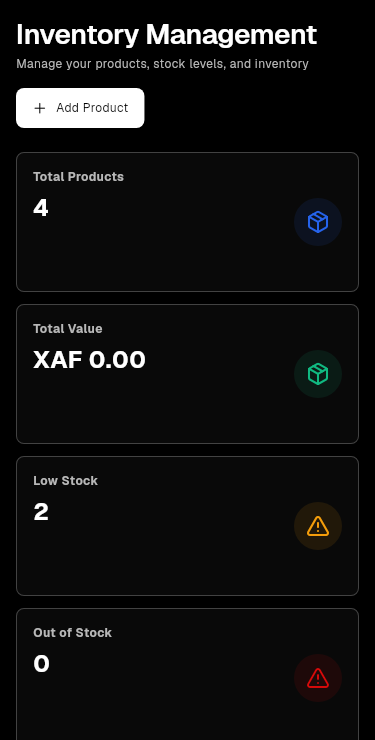 Inventory Management
Manage your products, stock levels, and inventory
Add Product
Total Products
4
Total Value
XAF 0.00
Low Stock
2
Out of Stock
0